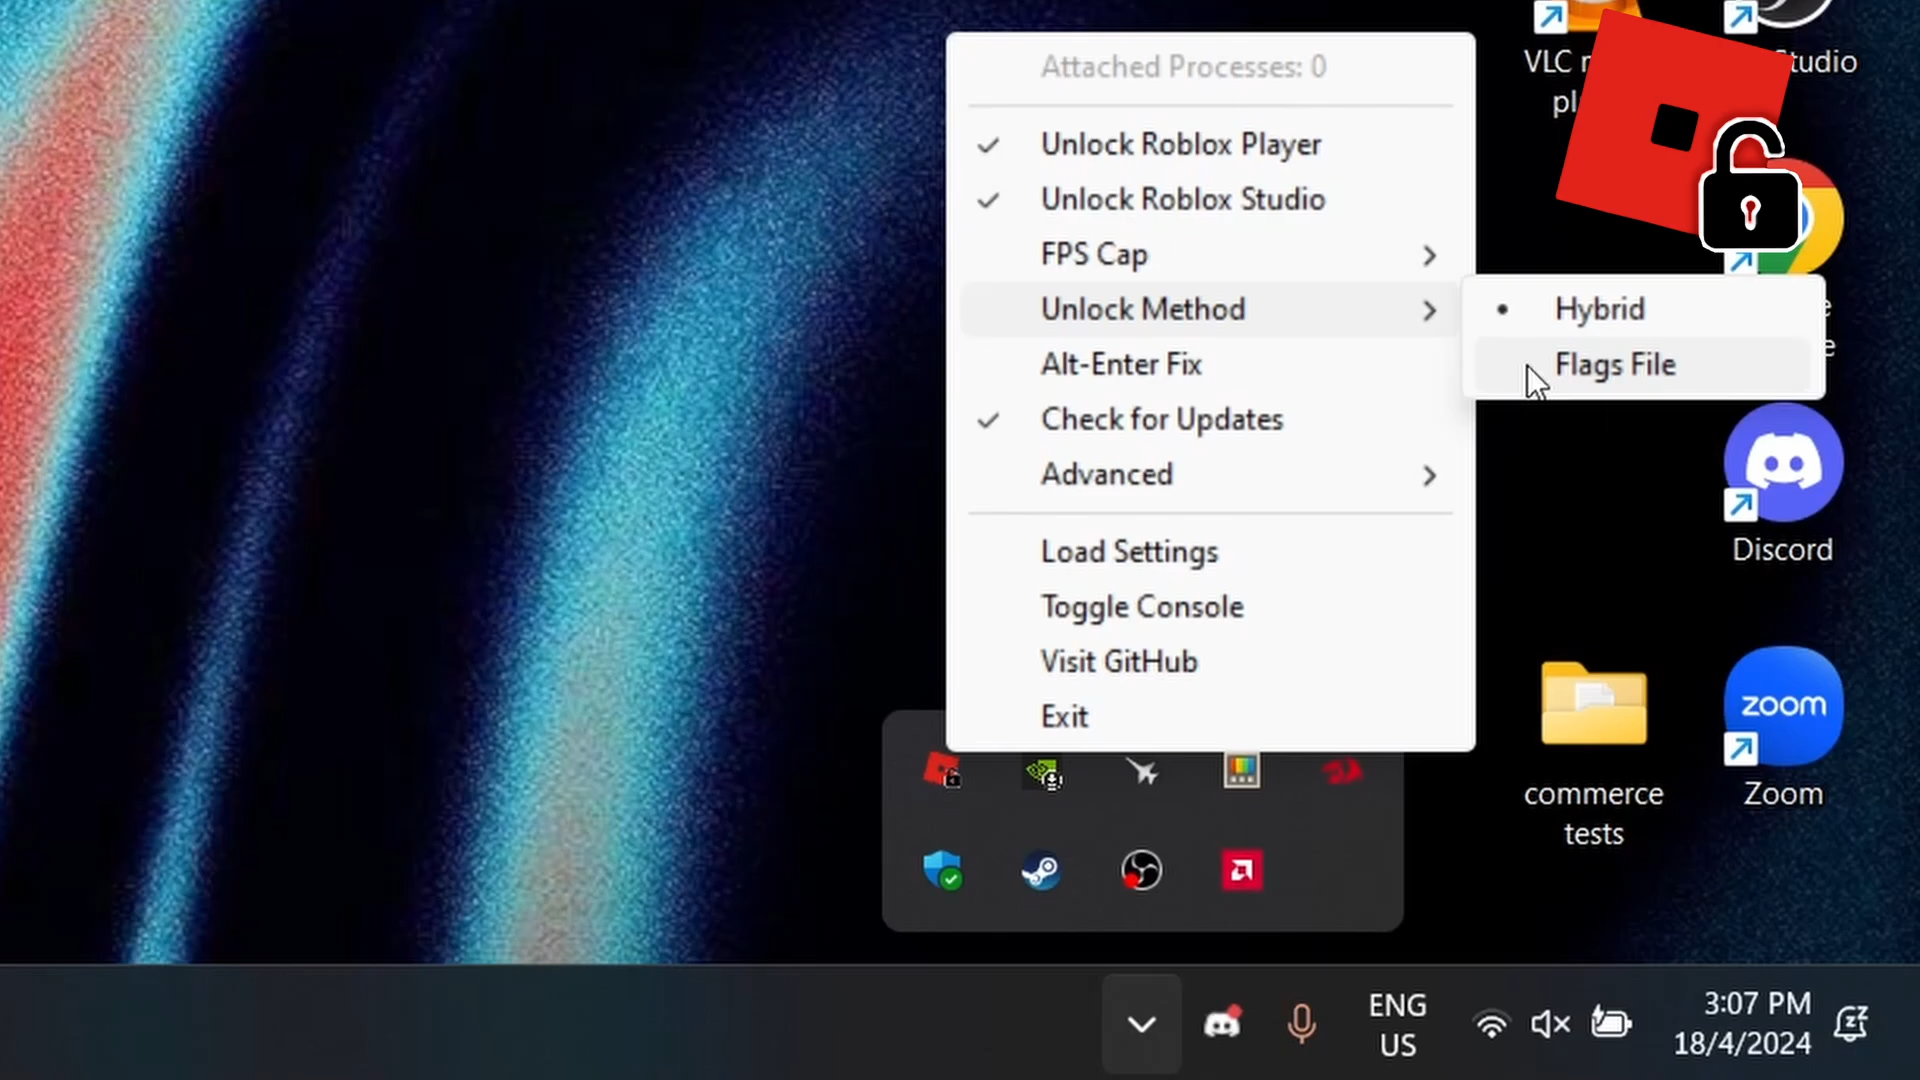 Attached Processes: 0
Unlock Roblox Player
Unlock Roblox Studio
FPS Cap
Unlock Method
Alt-Enter Fix
Check for Updates
Advanced
Load Settings
Toggle Console
Visit GitHub
Exit
Hybrid
Flags File
VLC
Discord
commerce
tests
zoom
Zoom
ENG
US
3:07 PM
18/4/2024